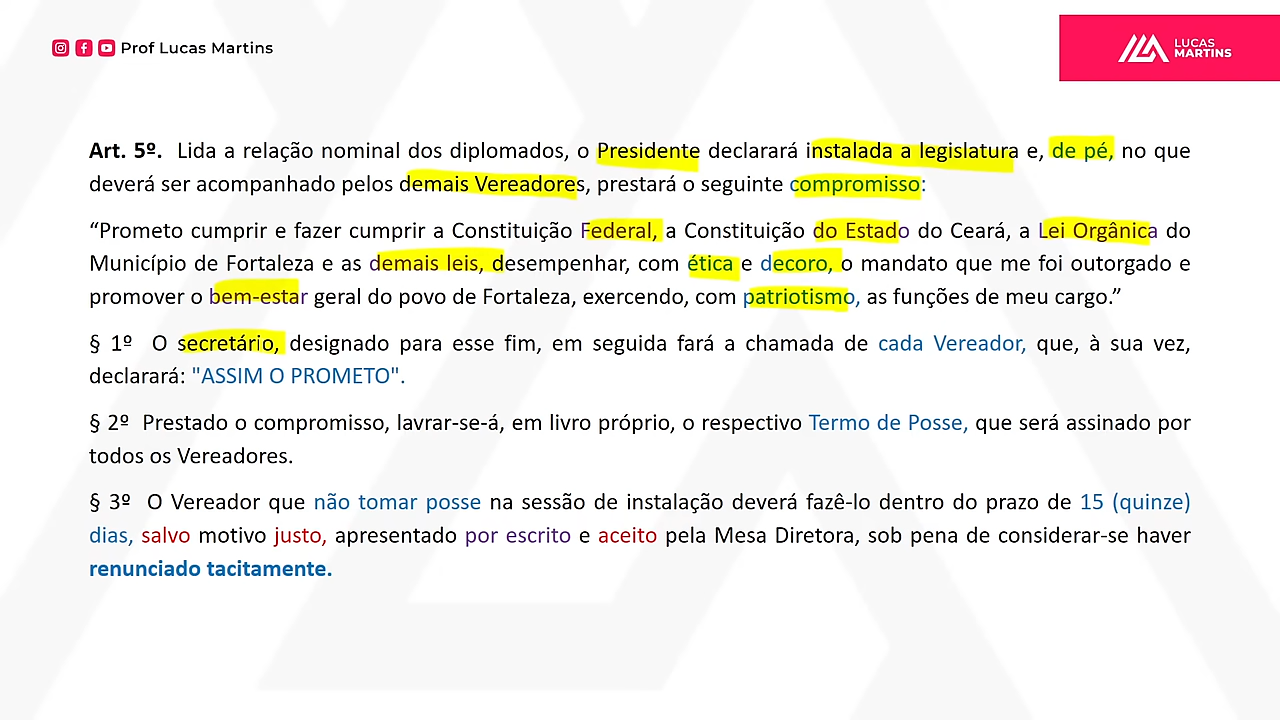 Prof Lucas Martins
LUCAS
MARTINS
Art. 5º. Lida a relação nominal dos diplomados, o Presidente declarará instalada a legislatura e, de pé, no que
deverá ser acompanhado pelos demais Vereadores, prestará o seguinte compromisso:
“Prometo cumprir e fazer cumprir a Constituição Federal, a Constituição do Estado do Ceará, a Lei Orgânica do
Município de Fortaleza e as demais leis, desempenhar, com ética e decoro, o mandato que me foi outorgado e
promover o bem-estar geral do povo de Fortaleza, exercendo, com patriotismo, as funções de meu cargo.”
§ 1º O secretário, designado para esse fim, em seguida fará a chamada de cada Vereador, que, à sua vez,
declarará: "ASSIM O PROMETO".
§ 2º Prestado o compromisso, lavrar-se-á, em livro próprio, o respectivo Termo de Posse, que será assinado por
todos os Vereadores.
§ 3º O Vereador que não tomar posse na sessão de instalação deverá fazê-lo dentro do prazo de 15 (quinze)
dias, salvo motivo justo, apresentado por escrito e aceito pela Mesa Diretora, sob pena de considerar-se haver
renunciado tacitamente.